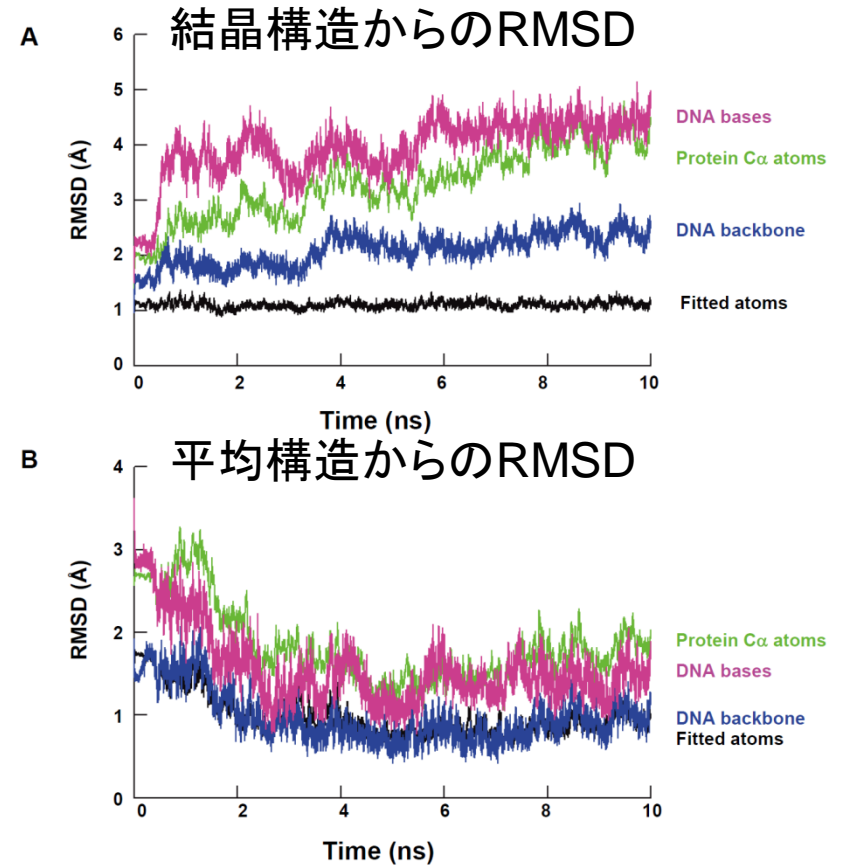 A
結晶構造からのRMSD
6
5
4
3
2
1
0
RMSD (Å)
DNA bases
Protein Cα atoms
DNA backbone
Fitted atoms
0 2 4 6 8 10
Time (ns)
B
平均構造からのRMSD
4
3
2
1
0
RMSD (Å)
Protein Cα atoms
DNA bases
DNA backbone
Fitted atoms
0 2 4 6 8 10
Time (ns)